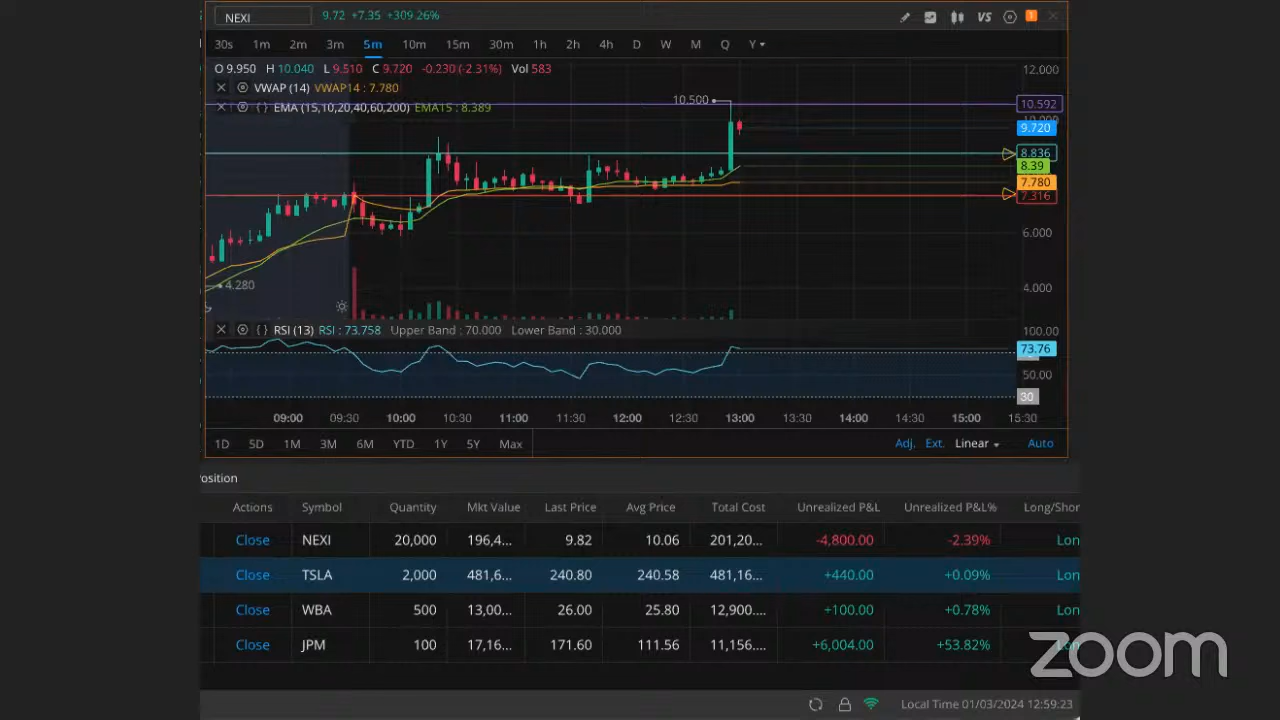 NEXI 9.72 +7.35 +309.26% VS 1
30s 1m 2m 3m 5m 10m 15m 30m 1h 2h 4h D W M Q Y
O 9.950 H 10.040 L 9.510 C 9.720 -0.230 (-2.31%) Vol 583
12.000
VWAP (14) VWAP14 : 7.780
10.500
10.592
EMA (15,10,20,40,60,200) EMA15 : 8.389
10.000
9.720
8.836
8.39
7.780
7.316
6.000
4.280
4.000
RSI (13) RSI : 73.758 Upper Band : 70.000 Lower Band : 30.000
100.00
73.76
50.00
30
09:00 09:30 10:00 10:30 11:00 11:30 12:00 12:30 13:00 13:30 14:00 14:30 15:00 15:30
1D 5D 1M 3M 6M YTD 1Y 5Y Max Adj. Ext. Linear Auto
osition
Actions Symbol Quantity Mkt Value Last Price Avg Price Total Cost Unrealized P&L Unrealized P&L% Long/Shor
Close NEXI 20,000 196,4... 9.82 10.06 201,20... -4,800.00 -2.39% Lon
Close TSLA 2,000 481,6... 240.80 240.58 481,16... +440.00 +0.09% Lon
Close WBA 500 13,00... 26.00 25.80 12,900.... +100.00 +0.78% Lon
Close JPM 100 17,16... 171.60 111.56 11,156.... +6,004.00 +53.82% Lon
zoom
Local Time 01/03/2024 12:59:23